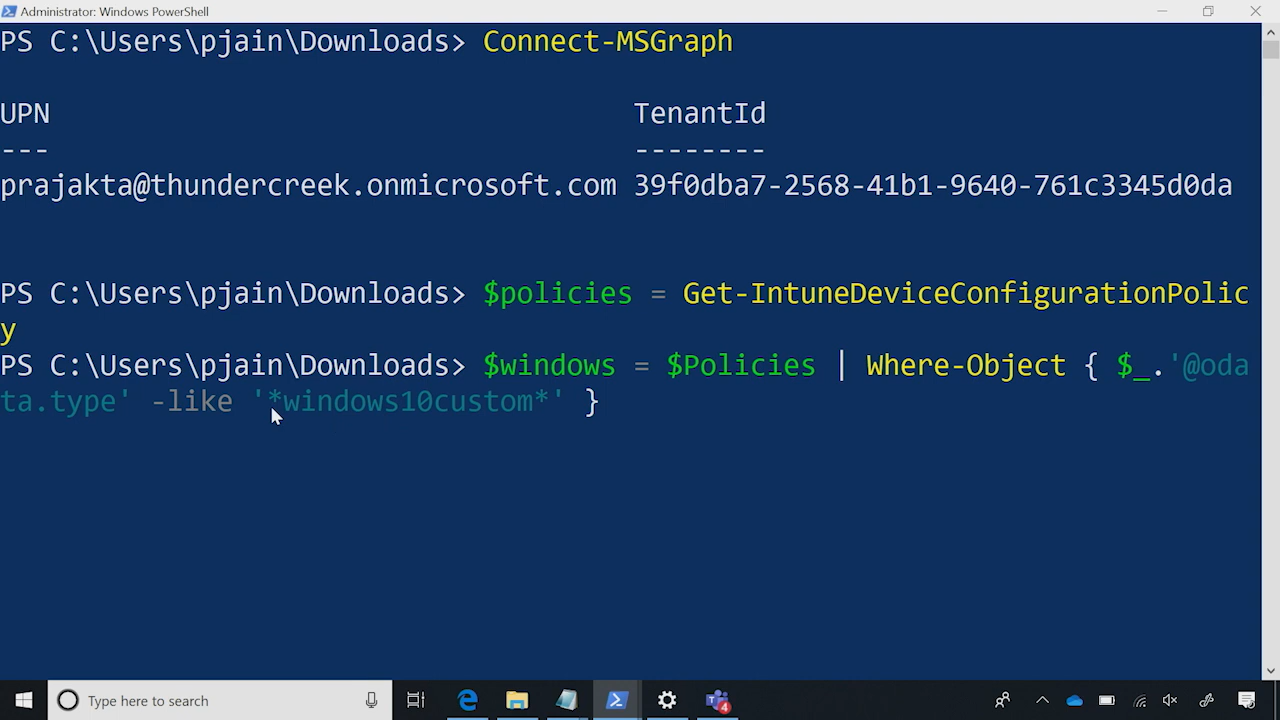 Administrator: Windows PowerShell
PS C:\Users\pjain\Downloads> Connect-MSGraph
UPN TenantId
--- --------
prajakta@thundercreek.onmicrosoft.com 39f0dba7-2568-41b1-9640-761c3345d0da
PS C:\Users\pjain\Downloads> $policies = Get-IntuneDeviceConfigurationPolic
y
PS C:\Users\pjain\Downloads> $windows = $Policies | Where-Object { $_.'@oda
ta.type' -like '*windows10custom*' }
Type here to search
4